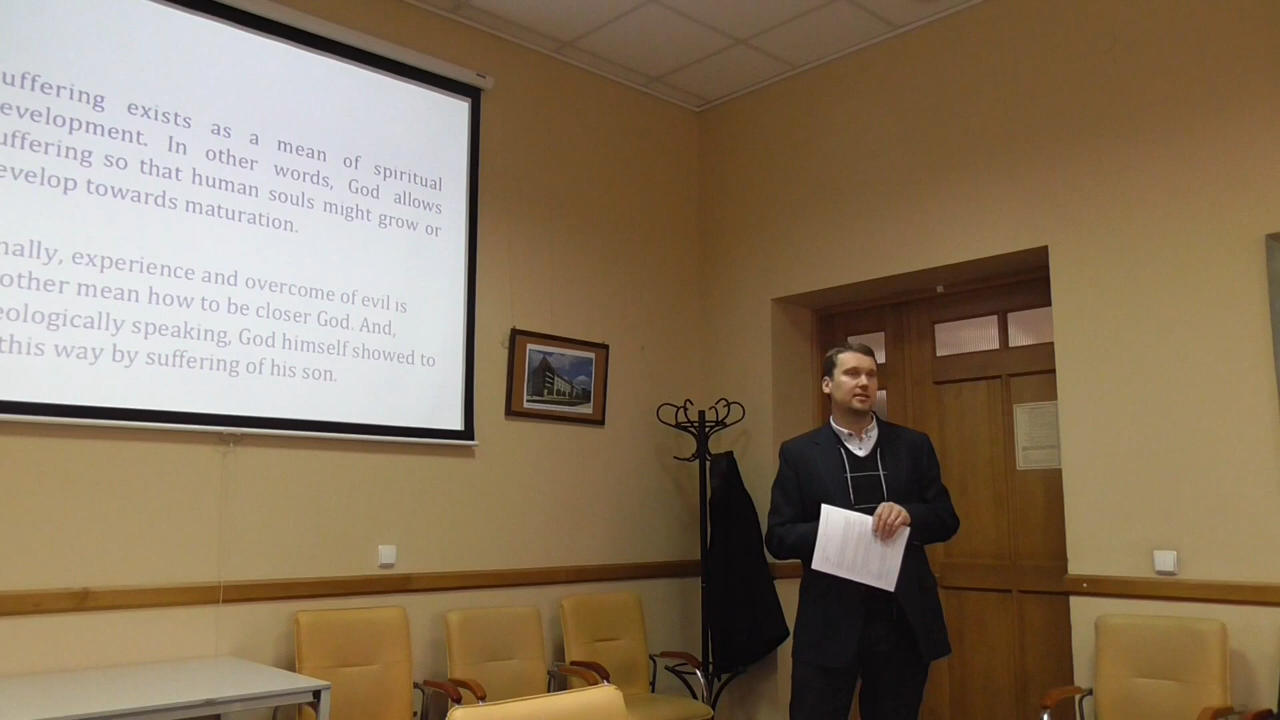 uffering exists as a mean of spiritual
evelopment. In other words, God allows
uffering so that human souls might grow or
evelop towards maturation.
nally, experience and overcome of evil is
other mean how to be closer God. And,
eologically speaking, God himself showed to
this way by suffering of his son.